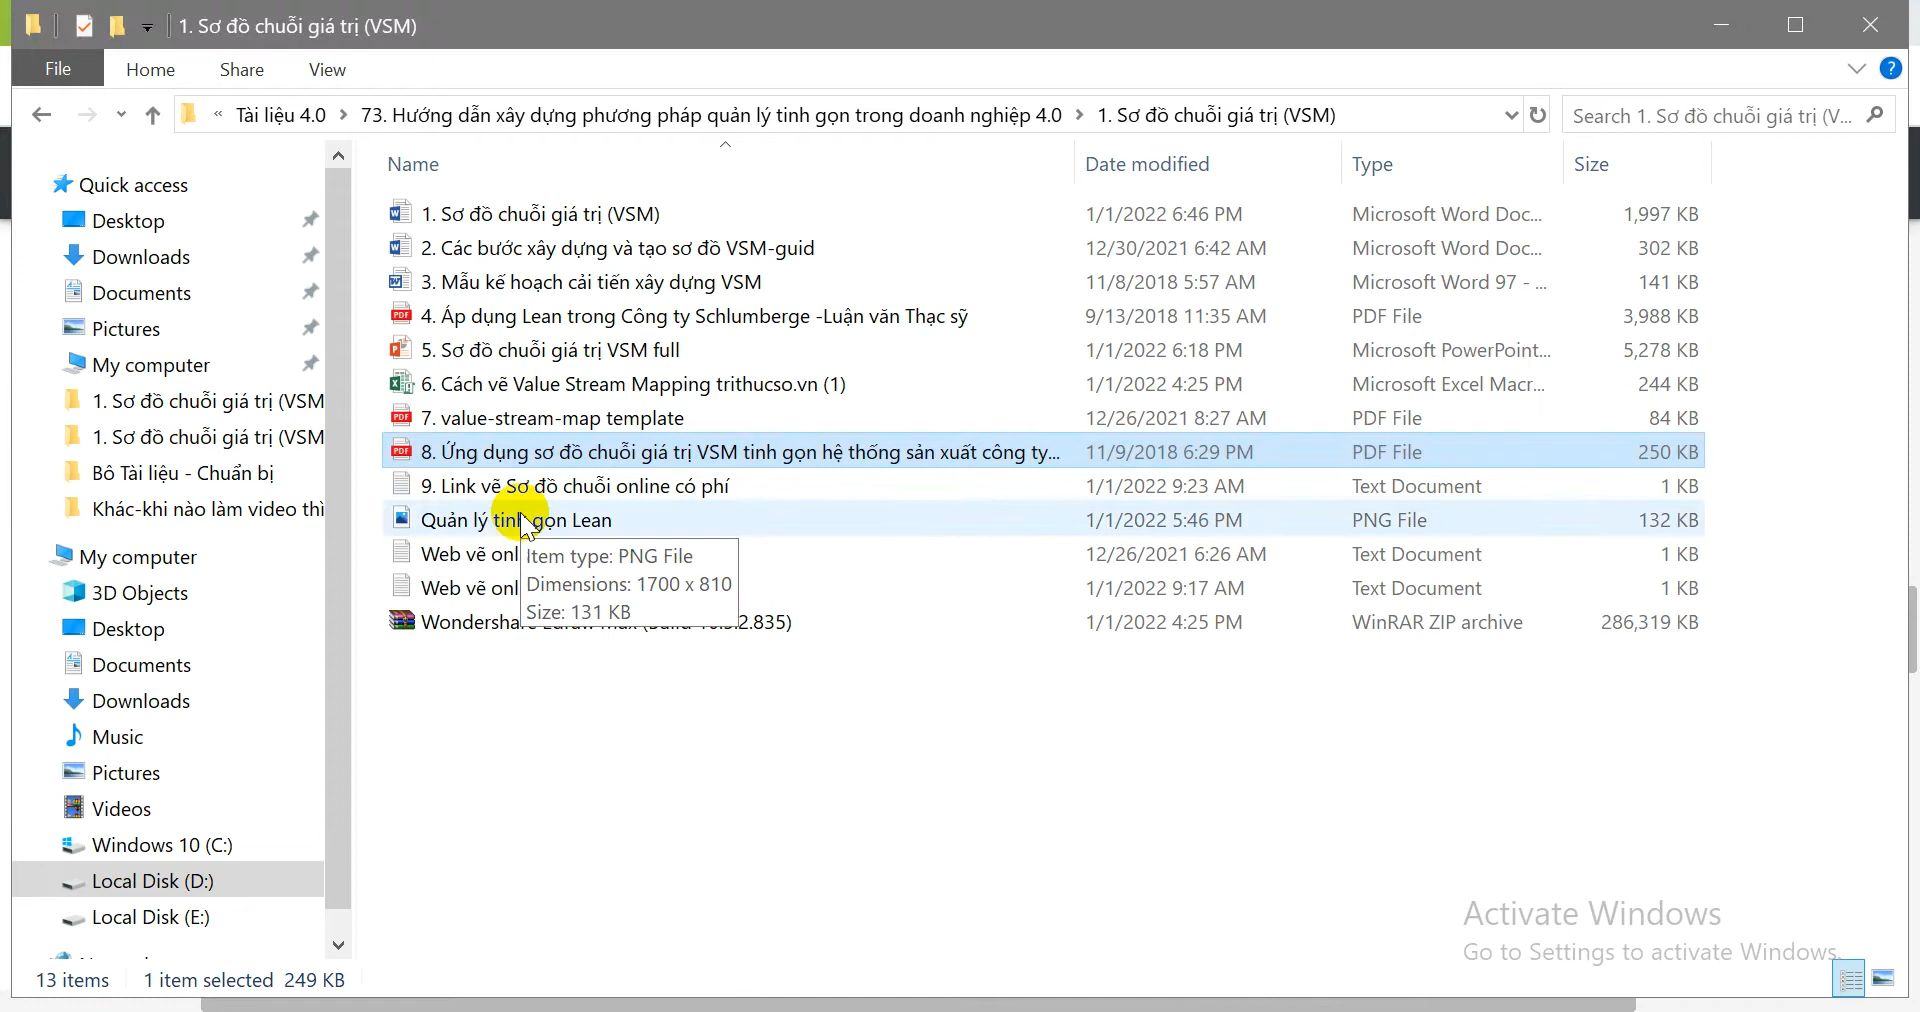 1. Sơ đồ chuỗi giá trị (VSM)
File Home Share View
« Tài liệu 4.0 > 73. Hướng dẫn xây dựng phương pháp quản lý tinh gọn trong doanh nghiệp 4.0 > 1. Sơ đồ chuỗi giá trị (VSM)
Search 1. Sơ đồ chuỗi giá trị (V...
Quick access
Desktop
Downloads
Documents
Pictures
My computer
1. Sơ đồ chuỗi giá trị (VSM
1. Sơ đồ chuỗi giá trị (VSM
Bô Tài liệu - Chuẩn bị
Khác-khi nào làm video thì
My computer
3D Objects
Desktop
Documents
Downloads
Music
Pictures
Videos
Windows 10 (C:)
Local Disk (D:)
Local Disk (E:)
Name Date modified Type Size
1. Sơ đồ chuỗi giá trị (VSM) 1/1/2022 6:46 PM Microsoft Word Doc... 1,997 KB
2. Các bước xây dựng và tạo sơ đồ VSM-guid 12/30/2021 6:42 AM Microsoft Word Doc... 302 KB
3. Mẫu kế hoạch cải tiến xây dựng VSM 11/8/2018 5:57 AM Microsoft Word 97 - ... 141 KB
4. Áp dụng Lean trong Công ty Schlumberge -Luận văn Thạc sỹ 9/13/2018 11:35 AM PDF File 3,988 KB
5. Sơ đồ chuỗi giá trị VSM full 1/1/2022 6:18 PM Microsoft PowerPoint... 5,278 KB
6. Cách vẽ Value Stream Mapping trithucso.vn (1) 1/1/2022 4:25 PM Microsoft Excel Macr... 244 KB
7. value-stream-map template 12/26/2021 8:27 AM PDF File 84 KB
8. Ứng dụng sơ đồ chuỗi giá trị VSM tinh gọn hệ thống sản xuất công ty... 11/9/2018 6:29 PM PDF File 250 KB
9. Link vẽ Sơ đồ chuỗi online có phí 1/1/2022 9:23 AM Text Document 1 KB
Quản lý tinh gọn Lean 1/1/2022 5:46 PM PNG File 132 KB
Web vẽ onl 12/26/2021 6:26 AM Text Document 1 KB
Web vẽ onl 1/1/2022 9:17 AM Text Document 1 KB
2.835) 1/1/2022 4:25 PM WinRAR ZIP archive 286,319 KB
Item type: PNG File
Dimensions: 1700 x 810
Size: 131 KB
Activate Windows
Go to Settings to activate Windows.
13 items 1 item selected 249 KB